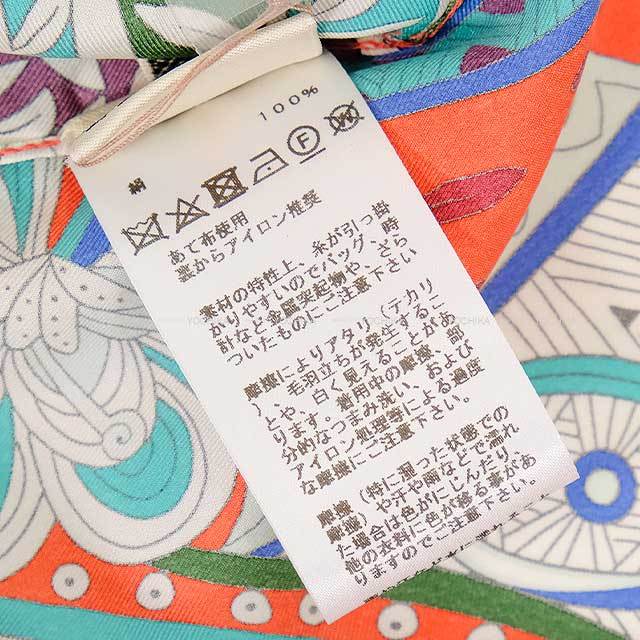 絹 100%
あて布使用
裏からアイロン推奨
素材の特性上、糸が引っ掛
かりやすいのでバッグ、時
計など金属突起物や、ざら
ついたものにご注意下さい
摩擦によりアタリ（テカリ
）、毛羽立ちが発生するこ
とや、白く見えることがあ
ります。着用中の摩擦、部
分的なつまみ洗い、および
アイロン処理等による過度
な摩擦にご注意下さい。
摩擦（特に湿った状態での
摩擦）や汗や雨などで濡れ
た場合は色がにじんだり、
他の衣料に色が移る事があ
りますのでご注意下さい。